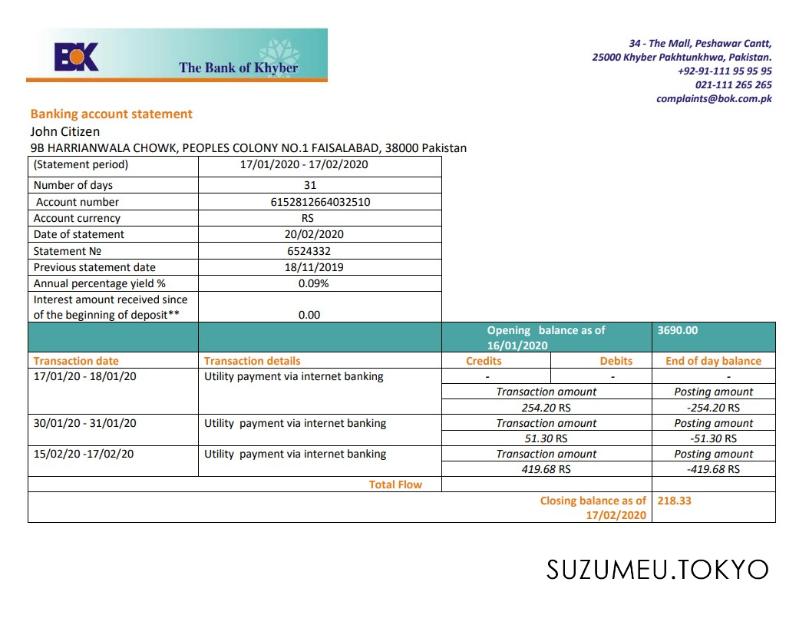 BOK
The Bank of Khyber
34 - The Mall, Peshawar Cantt,
25000 Khyber Pakhtunkhwa, Pakistan.
+92-91-111 95 95 95
021-111 265 265
complaints@bok.com.pk
Banking account statement
John Citizen
9B HARRIANWALA CHOWK, PEOPLES COLONY NO.1 FAISALABAD, 38000 Pakistan
(Statement period) 17/01/2020 - 17/02/2020
Number of days 31
Account number 6152812664032510
Account currency RS
Date of statement 20/02/2020
Statement № 6524332
Previous statement date 18/11/2019
Annual percentage yield % 0.09%
Interest amount received since
of the beginning of deposit** 0.00
Opening balance as of 3690.00
16/01/2020
Transaction date Transaction details Credits Debits End of day balance
17/01/20 - 18/01/20 Utility payment via internet banking - - -
Transaction amount Posting amount
254.20 RS -254.20 RS
30/01/20 - 31/01/20 Utility payment via internet banking Transaction amount Posting amount
51.30 RS -51.30 RS
15/02/20 -17/02/20 Utility payment via internet banking Transaction amount Posting amount
419.68 RS -419.68 RS
Total Flow
Closing balance as of 218.33
17/02/2020
SUZUMEU.TOKYO